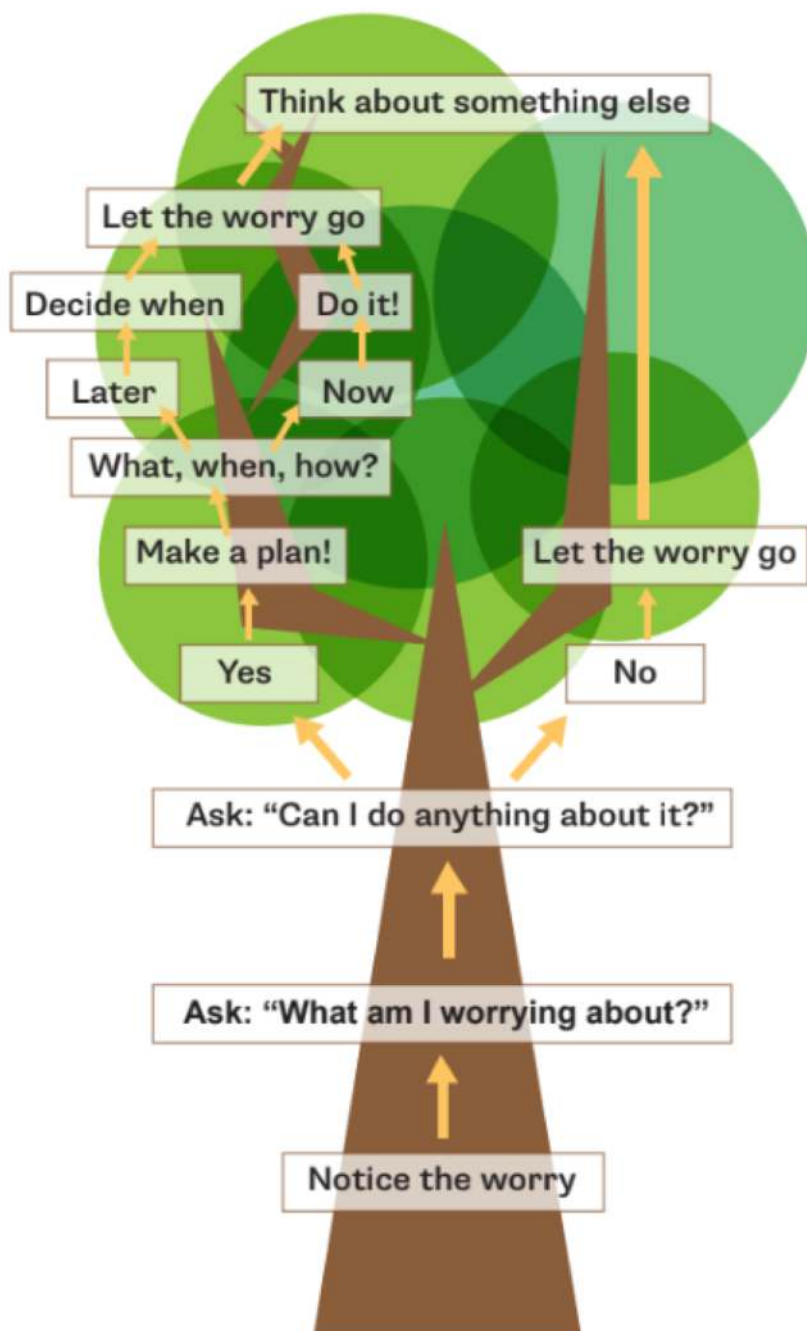 Think about something else
Let the worry go
Decide when
Do it!
Later
Now
What, when, how?
Make a plan!
Let the worry go
Yes
No
Ask: “Can I do anything about it?”
Ask: “What am I worrying about?”
Notice the worry